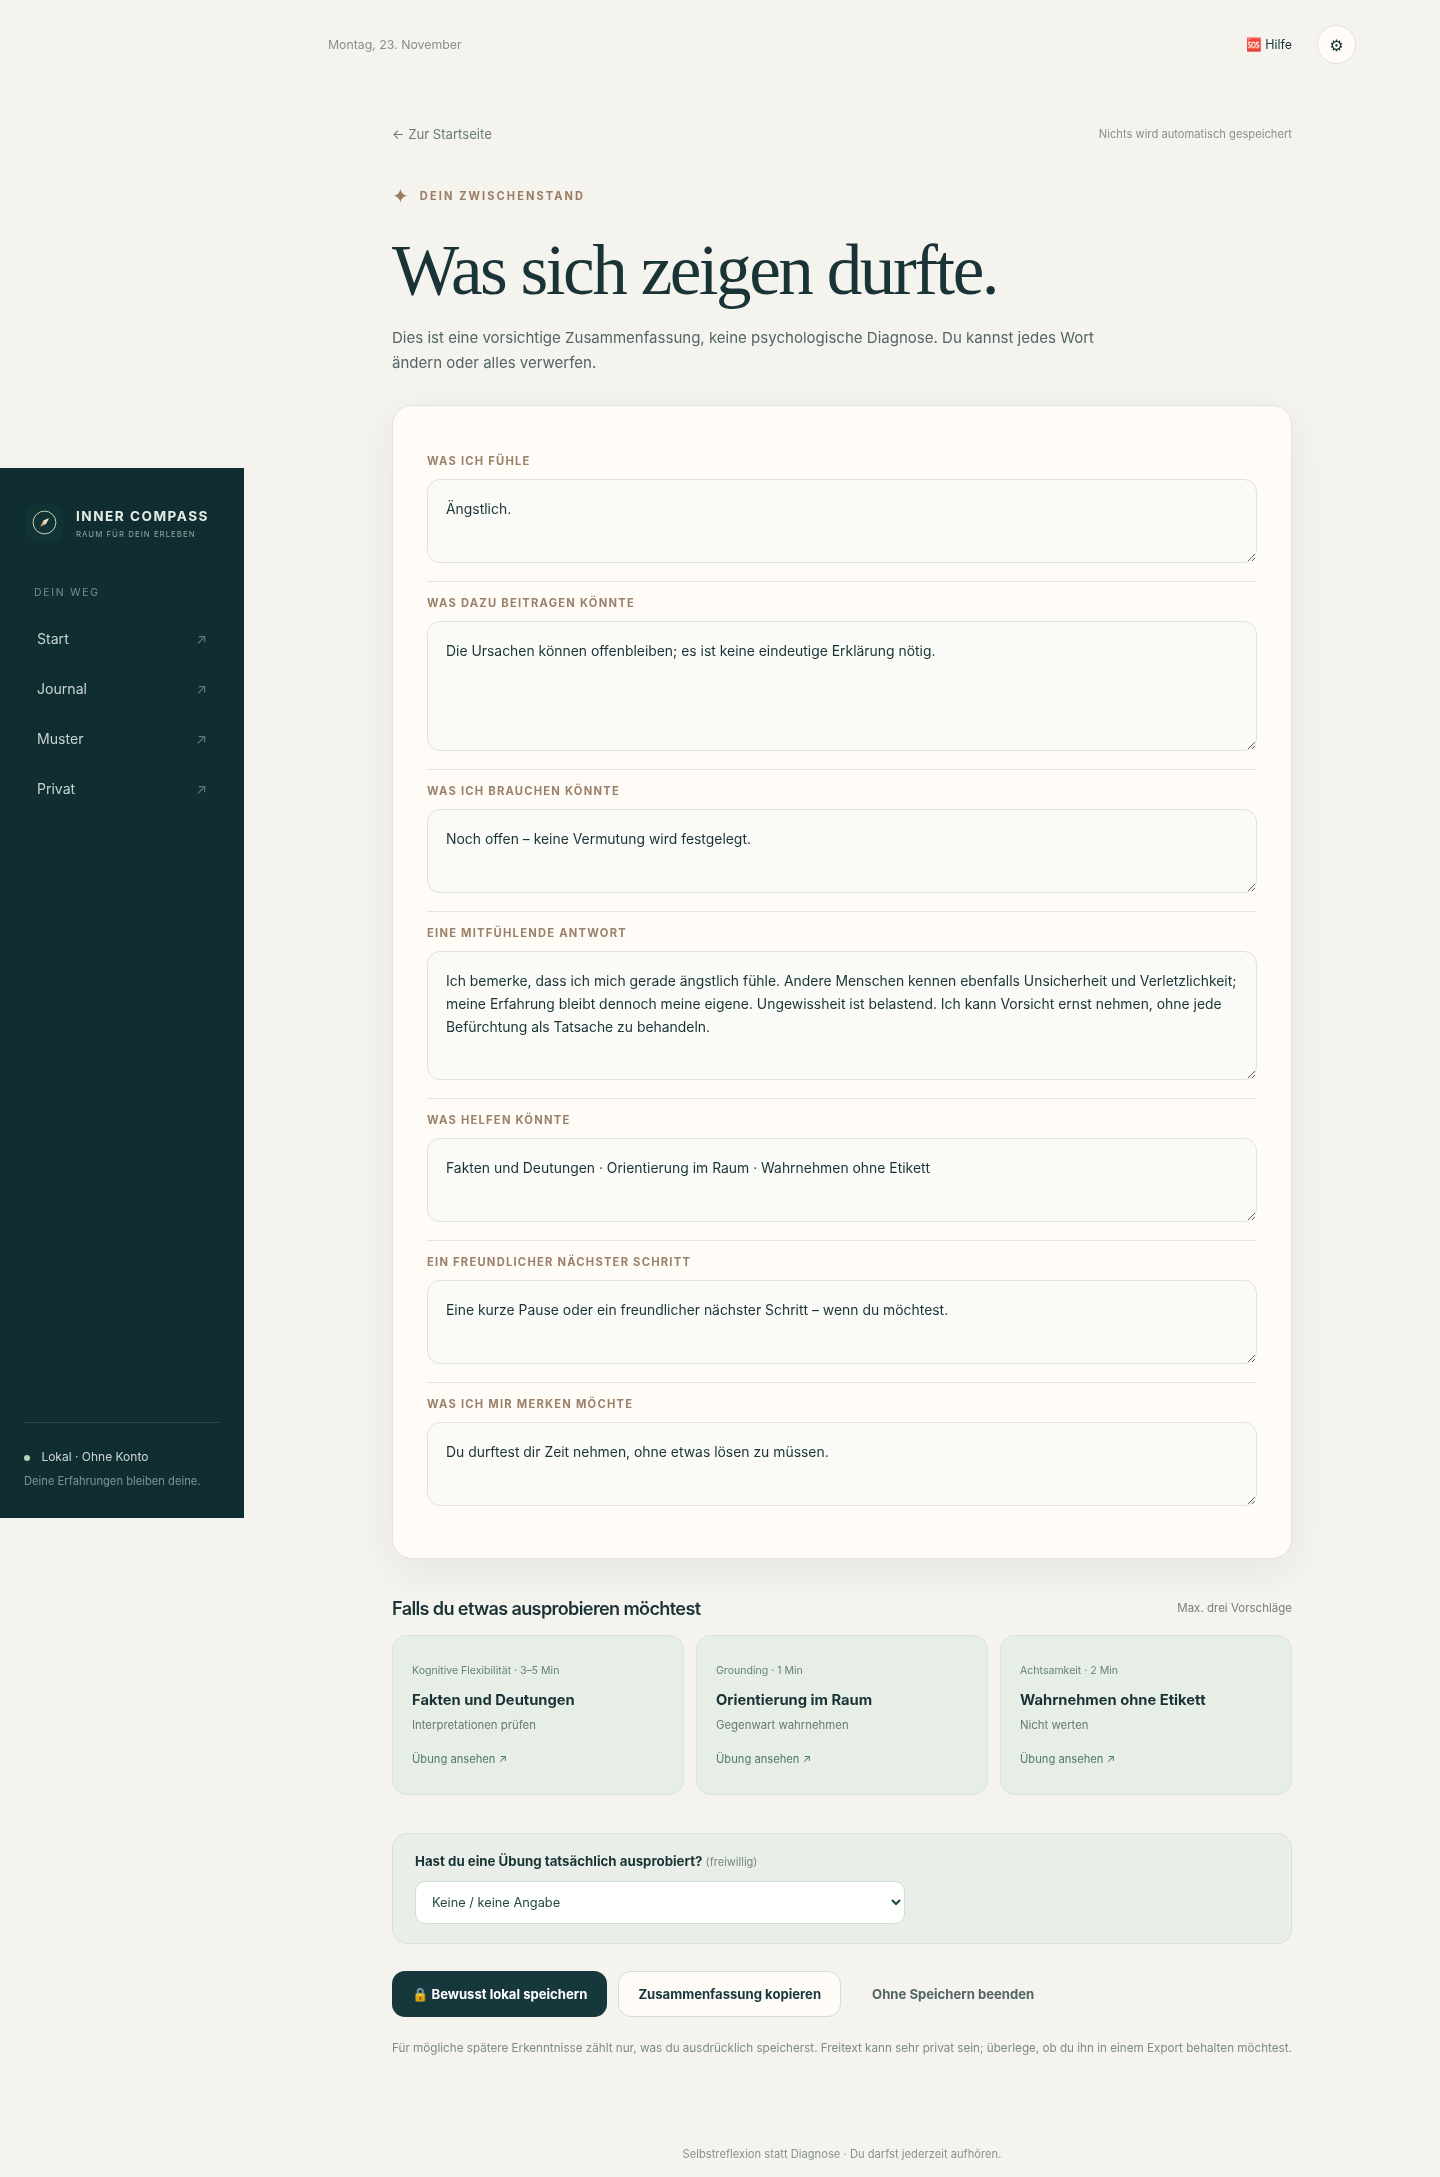 Montag, 23. November
🆘 Hilfe
⚙
← Zur Startseite
Nichts wird automatisch gespeichert
✦ DEIN ZWISCHENSTAND
Was sich zeigen durfte.
Dies ist eine vorsichtige Zusammenfassung, keine psychologische Diagnose. Du kannst jedes Wort
ändern oder alles verwerfen.
INNER COMPASS
RAUM FÜR DEIN ERLEBEN
DEIN WEG
Start ↗
Journal ↗
Muster ↗
Privat ↗
Lokal · Ohne Konto
Deine Erfahrungen bleiben deine.
WAS ICH FÜHLE
Ängstlich.
WAS DAZU BEITRAGEN KÖNNTE
Die Ursachen können offenbleiben; es ist keine eindeutige Erklärung nötig.
WAS ICH BRAUCHEN KÖNNTE
Noch offen – keine Vermutung wird festgelegt.
EINE MITFÜHLENDE ANTWORT
Ich bemerke, dass ich mich gerade ängstlich fühle. Andere Menschen kennen ebenfalls Unsicherheit und Verletzlichkeit;
meine Erfahrung bleibt dennoch meine eigene. Ungewissheit ist belastend. Ich kann Vorsicht ernst nehmen, ohne jede
Befürchtung als Tatsache zu behandeln.
WAS HELFEN KÖNNTE
Fakten und Deutungen · Orientierung im Raum · Wahrnehmen ohne Etikett
EIN FREUNDLICHER NÄCHSTER SCHRITT
Eine kurze Pause oder ein freundlicher nächster Schritt – wenn du möchtest.
WAS ICH MIR MERKEN MÖCHTE
Du durftest dir Zeit nehmen, ohne etwas lösen zu müssen.
Falls du etwas ausprobieren möchtest
Max. drei Vorschläge
Kognitive Flexibilität · 3–5 Min
Fakten und Deutungen
Interpretationen prüfen
Übung ansehen ↗
Grounding · 1 Min
Orientierung im Raum
Gegenwart wahrnehmen
Übung ansehen ↗
Achtsamkeit · 2 Min
Wahrnehmen ohne Etikett
Nicht werten
Übung ansehen ↗
Hast du eine Übung tatsächlich ausprobiert? (freiwillig)
Keine / keine Angabe
🔒 Bewusst lokal speichern
Zusammenfassung kopieren
Ohne Speichern beenden
Für mögliche spätere Erkenntnisse zählt nur, was du ausdrücklich speicherst. Freitext kann sehr privat sein; überlege, ob du ihn in einem Export behalten möchtest.
Selbstreflexion statt Diagnose · Du darfst jederzeit aufhören.